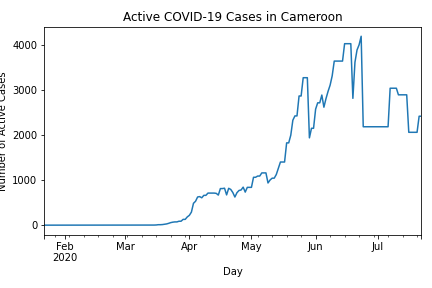 Active COVID-19 Cases in Cameroon
Number of Active Cases
4000
3000
2000
1000
0
Feb
2020
Mar
Apr
May
Jun
Jul
Day